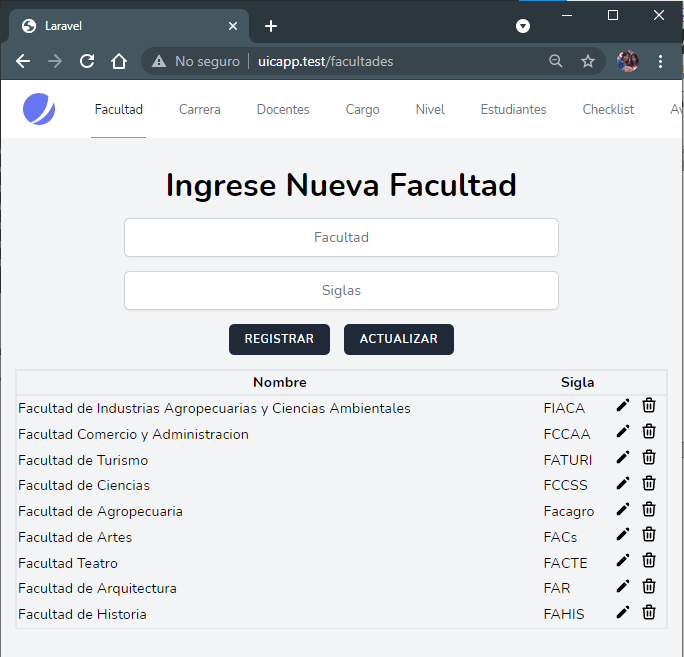 Laravel
No seguro uicapp.test/facultades
Facultad Carrera Docentes Cargo Nivel Estudiantes Checklist
Ingrese Nueva Facultad
Facultad
Siglas
REGISTRAR ACTUALIZAR
Nombre Sigla
Facultad de Industrias Agropecuarias y Ciencias Ambientales FIACA
Facultad Comercio y Administracion FCCAA
Facultad de Turismo FATURI
Facultad de Ciencias FCCSS
Facultad de Agropecuaria Facagro
Facultad de Artes FACs
Facultad Teatro FACTE
Facultad de Arquitectura FAR
Facultad de Historia FAHIS